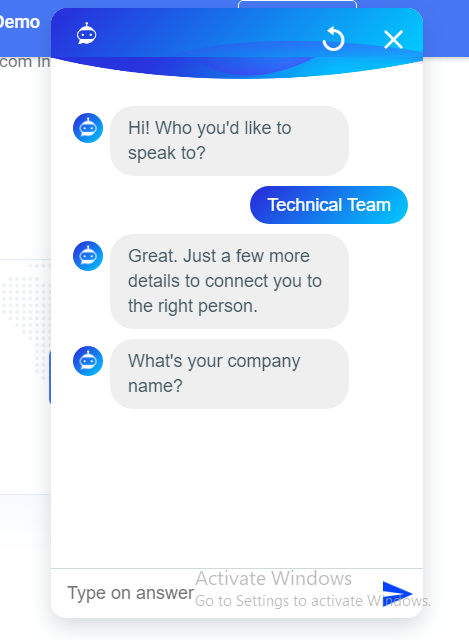 Demo
com In
Hi! Who you'd like to
speak to?
Technical Team
Great. Just a few more
details to connect you to
the right person.
What's your company
name?
Type on answer
Activate Windows
Go to Settings to activate Windows.